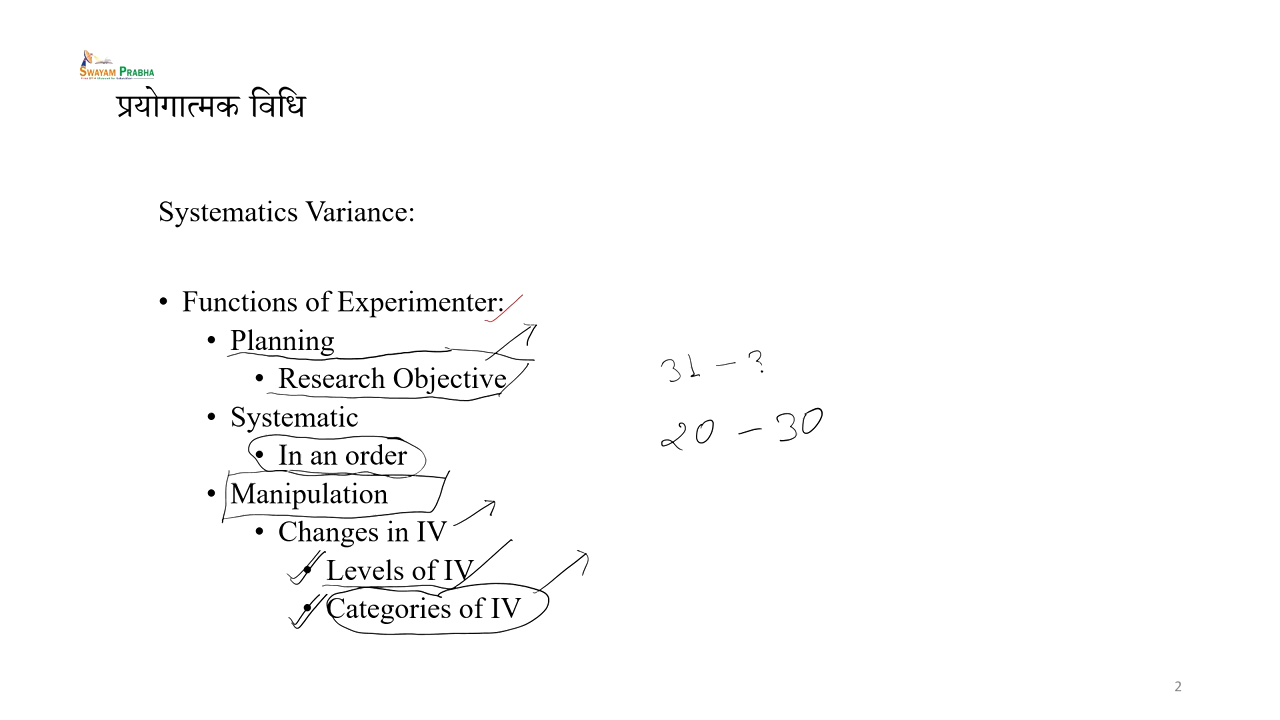 SWAYAM PRABHA
प्रयोगात्मक विधि
Systematics Variance:
• Functions of Experimenter:
• Planning
• Research Objective
• Systematic
• In an order
• Manipulation
• Changes in IV
• Levels of IV
• Categories of IV
31 – ?
20 – 30
2